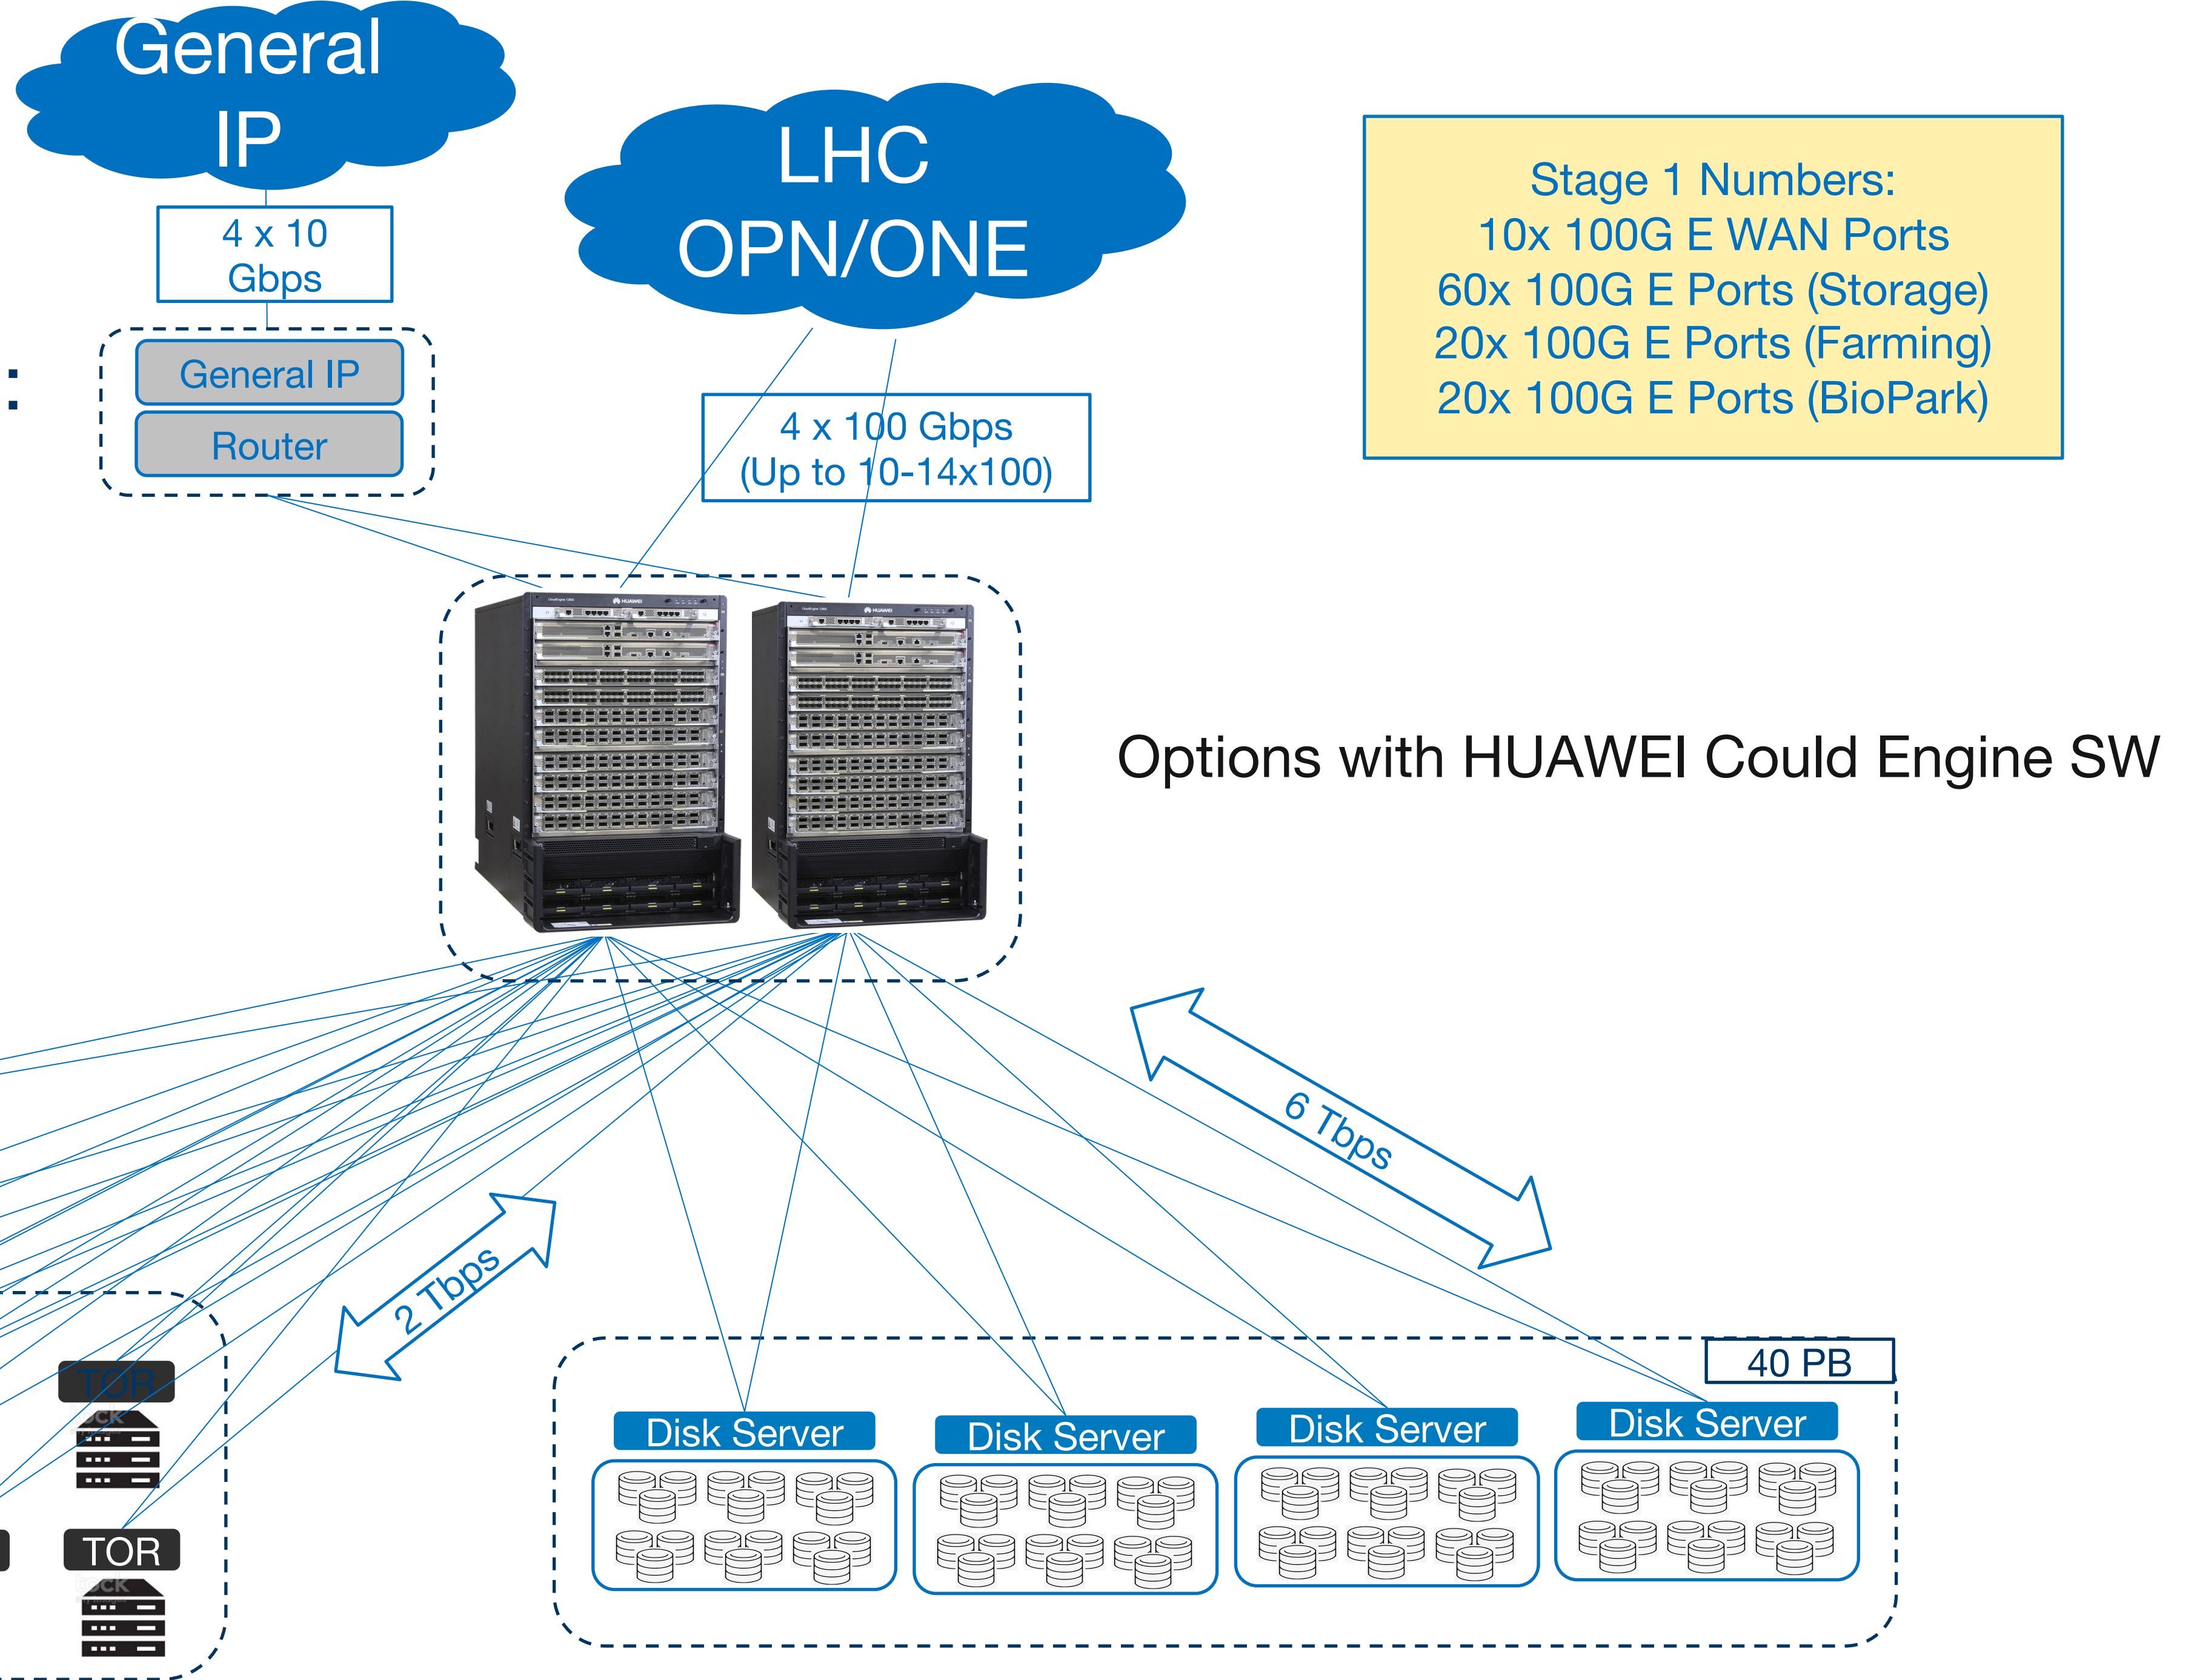 General
IP
LHC
OPN/ONE
4 x 10
Gbps
General IP
Router
:
4 x 100 Gbps
(Up to 10-14x100)
Stage 1 Numbers:
10x 100G E WAN Ports
60x 100G E Ports (Storage)
20x 100G E Ports (Farming)
20x 100G E Ports (BioPark)
HUAWEI
HUAWEI
Options with HUAWEI Could Engine SW
6 Tbps
2 Tbps
40 PB
TOR
TOR
Disk Server
Disk Server
Disk Server
Disk Server